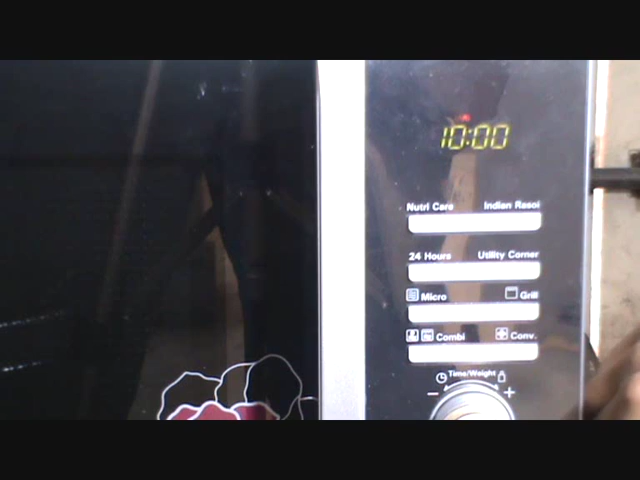 10:00
Nutri Care Indian Rasoi
24 Hours Utility Corner
Micro Grill
Combi Conv.
Time/Weight
− +